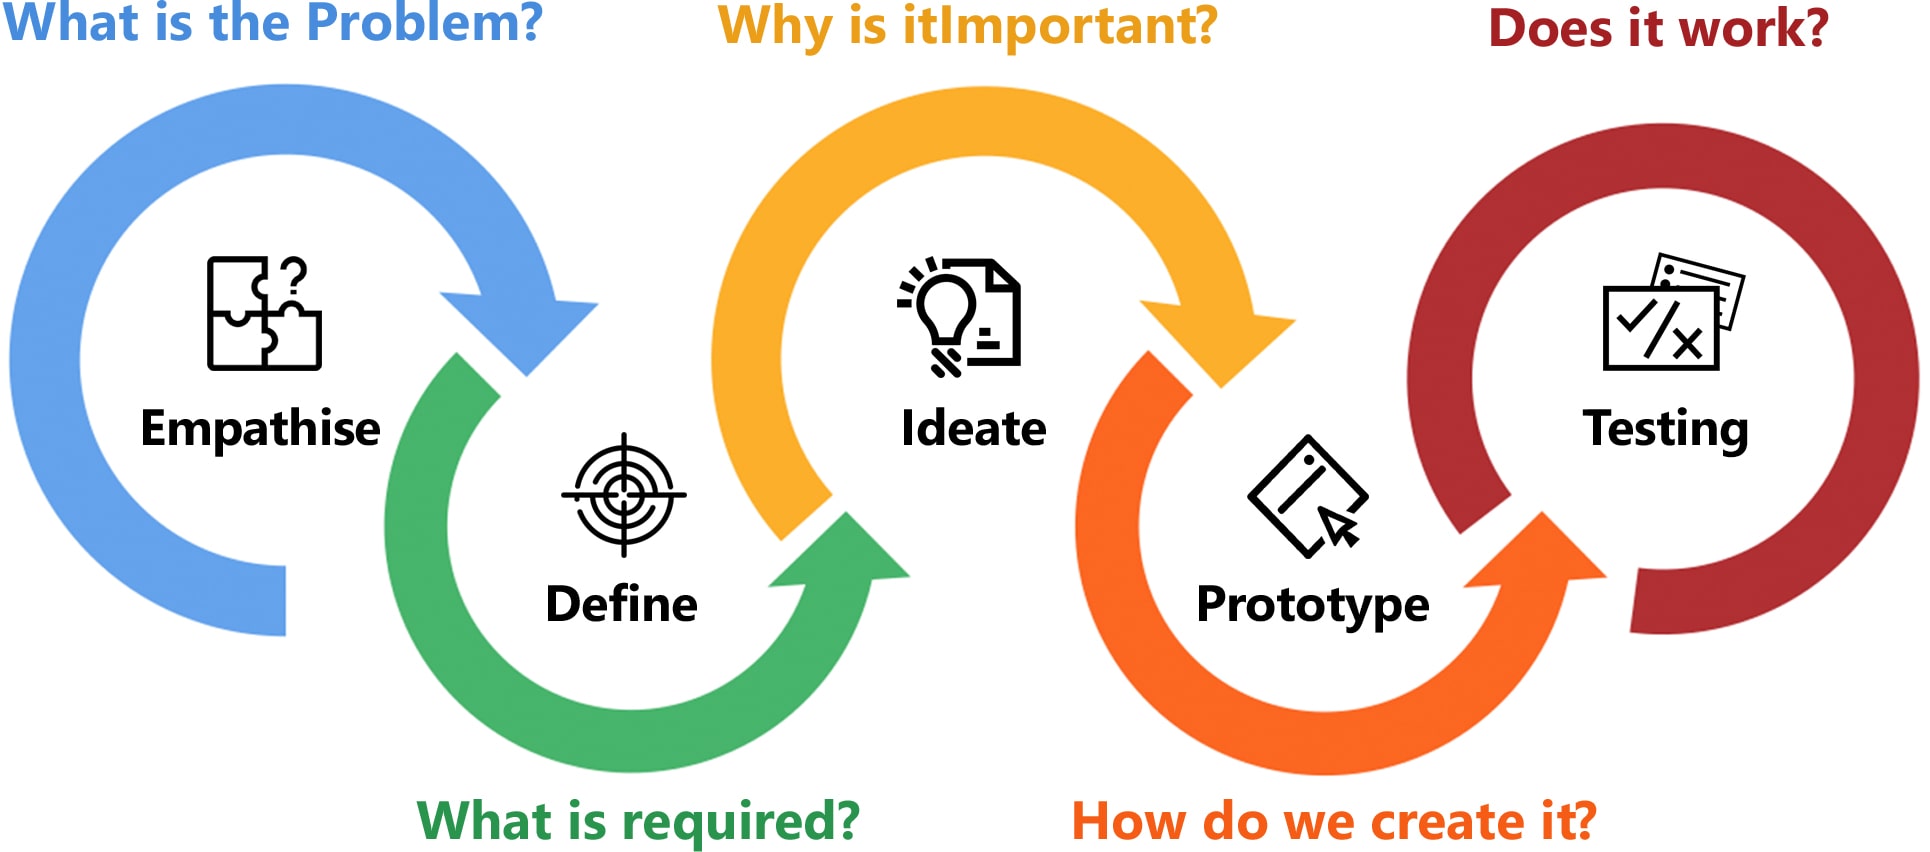 What is the Problem?
Why is itImportant?
Does it work?
?
Empathise
Ideate
Testing
Define
Prototype
What is required?
How do we create it?